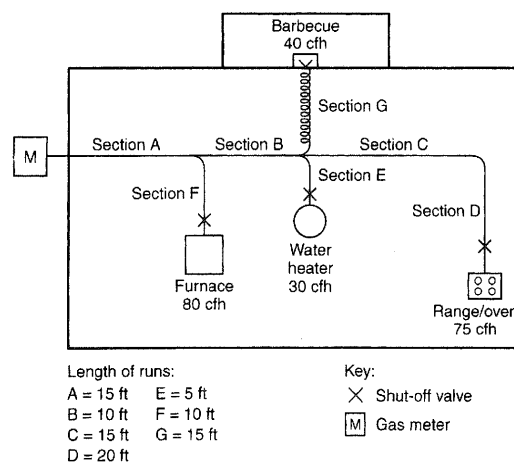 Barbecue
40 cfh
Section G
Section A
Section B
Section C
M
Section E
Section F
Section D
Water
heater
30 cfh
Furnace
80 cfh
Range/oven
75 cfh
Length of runs:
A = 15 ft E = 5 ft
B = 10 ft F = 10 ft
C = 15 ft G = 15 ft
D = 20 ft
Key:
Shut-off valve
M Gas meter